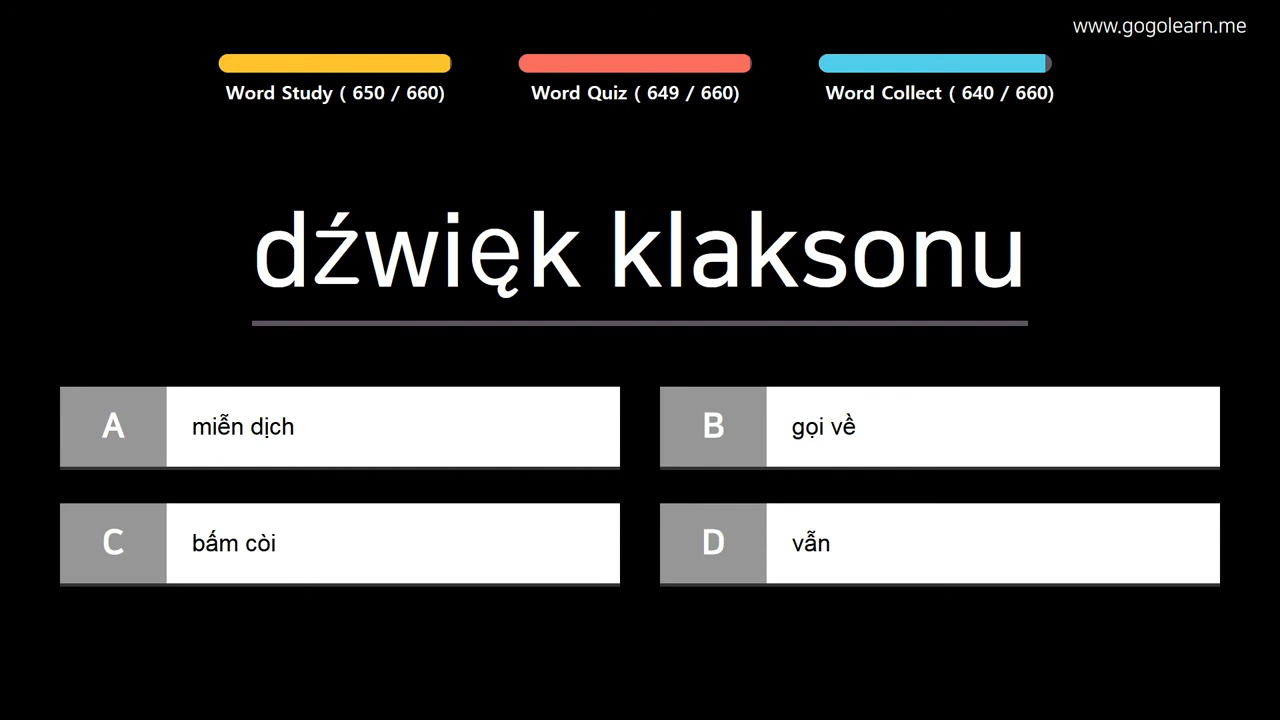 www.gogolearn.me
Word Study ( 650 / 660)
Word Quiz ( 649 / 660)
Word Collect ( 640 / 660)
dźwięk klaksonu
A miễn dịch
B gọi về
C bấm còi
D vẫn